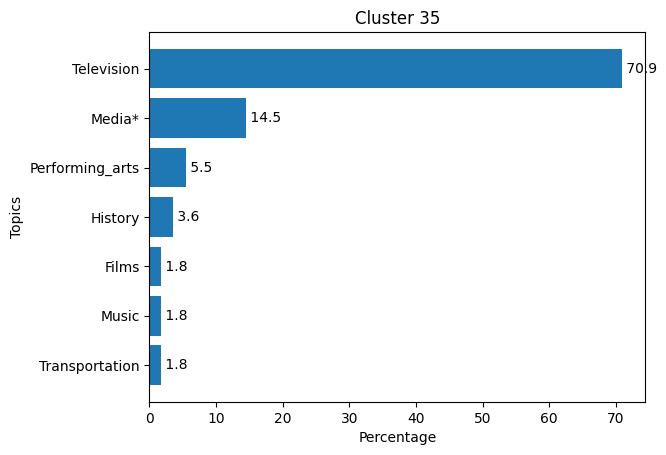 Cluster 35
Topics
Television
70.9
Media*
14.5
Performing_arts
5.5
History
3.6
Films
1.8
Music
1.8
Transportation
1.8
0 10 20 30 40 50 60 70
Percentage